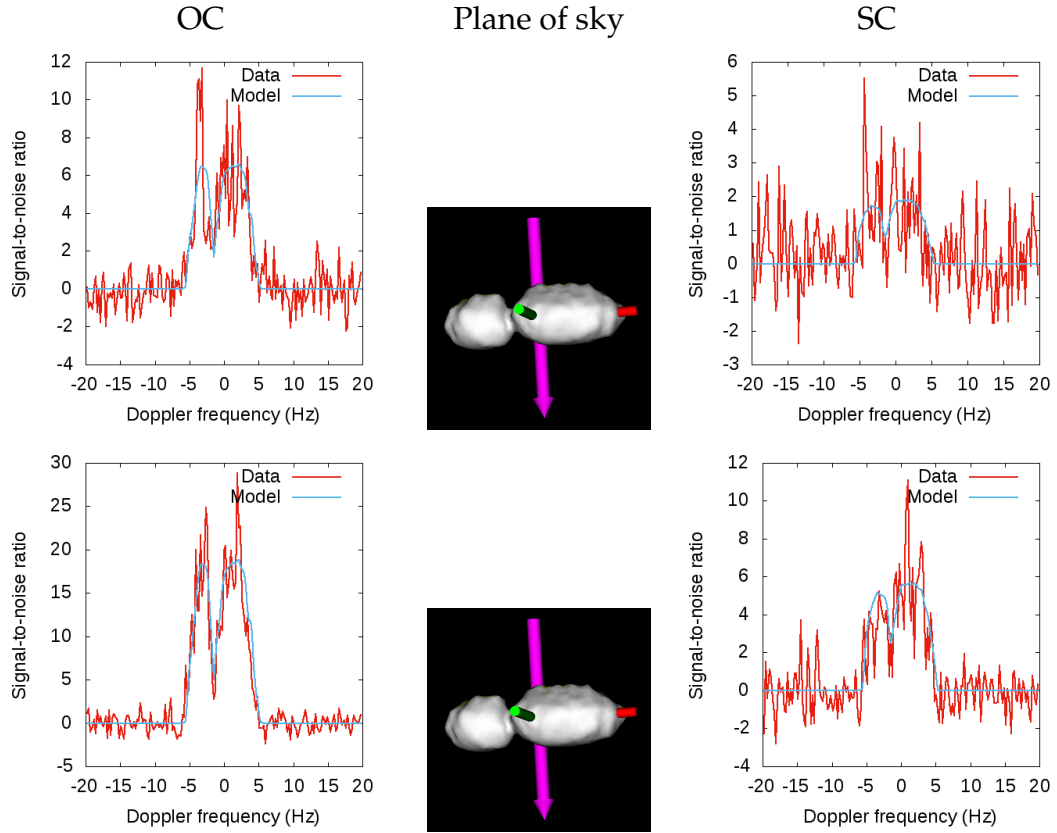 OC Plane of sky SC
12
10
8
6
4
2
0
-2
-4
-20 -15 -10 -5 0 5 10 15 20
Signal-to-noise ratio
Doppler frequency (Hz)
Data
Model
6
5
4
3
2
1
0
-1
-2
-3
-20 -15 -10 -5 0 5 10 15 20
Signal-to-noise ratio
Doppler frequency (Hz)
Data
Model
30
25
20
15
10
5
0
-5
-20 -15 -10 -5 0 5 10 15 20
Signal-to-noise ratio
Doppler frequency (Hz)
Data
Model
12
10
8
6
4
2
0
-2
-4
-20 -15 -10 -5 0 5 10 15 20
Signal-to-noise ratio
Doppler frequency (Hz)
Data
Model